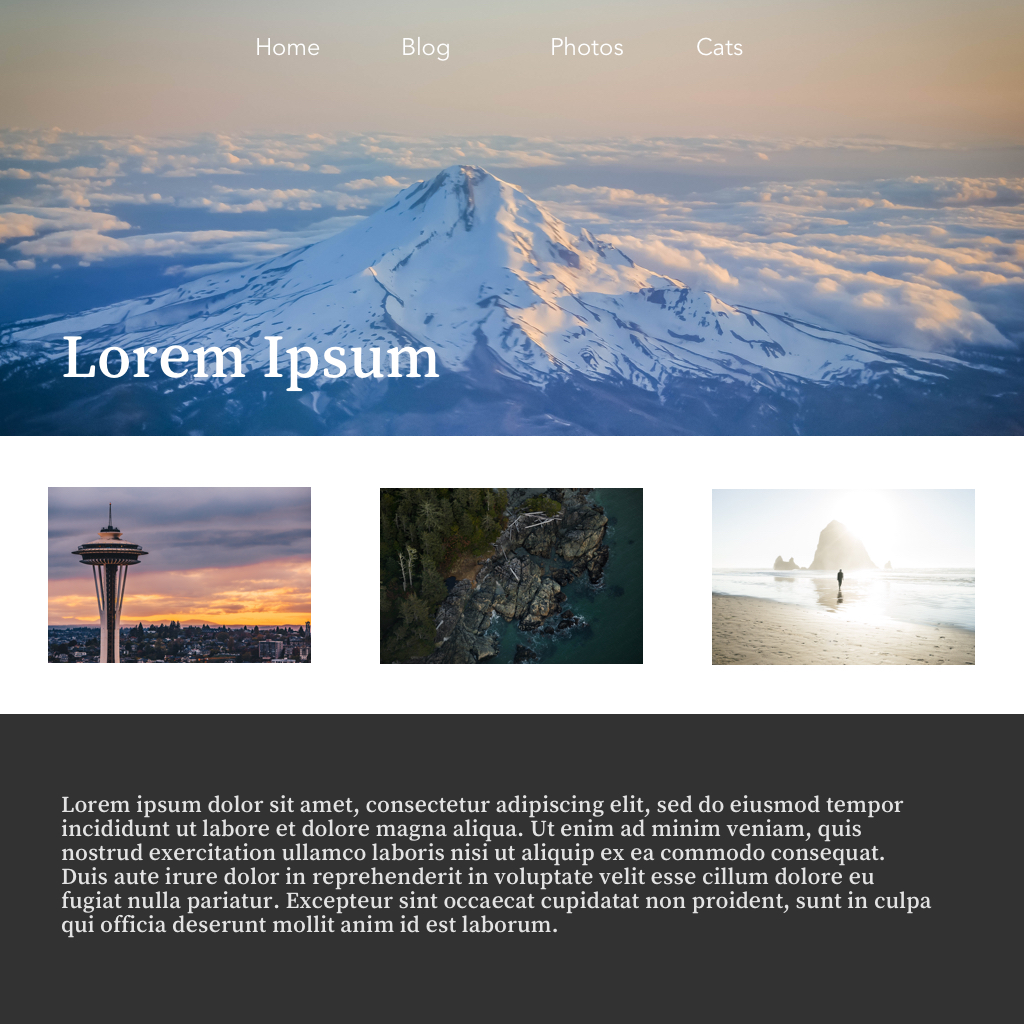 Home Blog Photos Cats
Lorem Ipsum
Lorem ipsum dolor sit amet, consectetur adipiscing elit, sed do eiusmod tempor
incididunt ut labore et dolore magna aliqua. Ut enim ad minim veniam, quis
nostrud exercitation ullamco laboris nisi ut aliquip ex ea commodo consequat.
Duis aute irure dolor in reprehenderit in voluptate velit esse cillum dolore eu
fugiat nulla pariatur. Excepteur sint occaecat cupidatat non proident, sunt in culpa
qui officia deserunt mollit anim id est laborum.